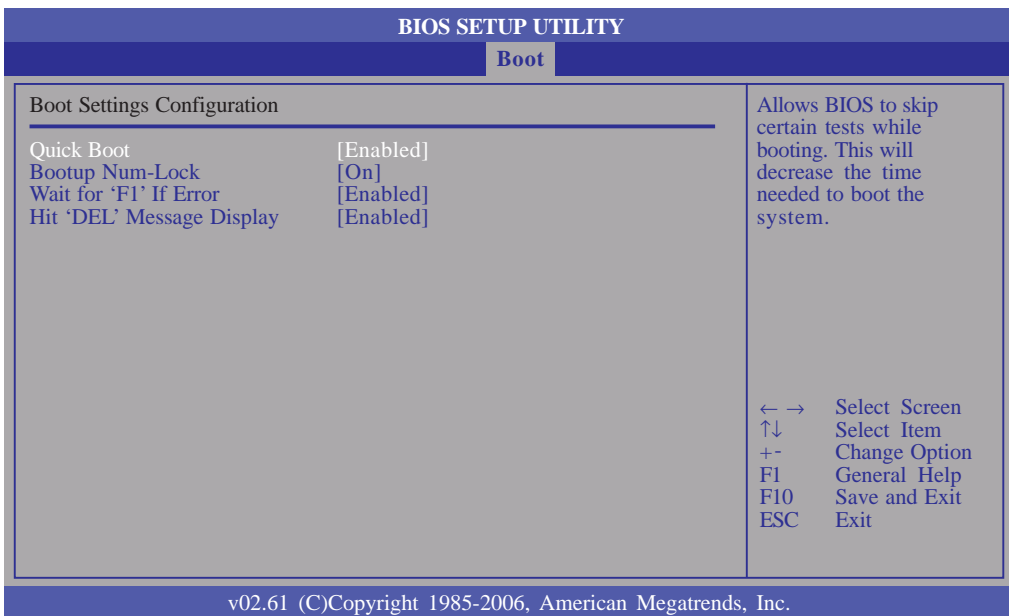 BIOS SETUP UTILITY
Boot
Boot Settings Configuration
Quick Boot [Enabled]
Bootup Num-Lock [On]
Wait for ‘F1’ If Error [Enabled]
Hit ‘DEL’ Message Display [Enabled]
Allows BIOS to skip
certain tests while
booting. This will
decrease the time
needed to boot the
system.
← → Select Screen
↑↓ Select Item
+- Change Option
F1 General Help
F10 Save and Exit
ESC Exit
v02.61 (C)Copyright 1985-2006, American Megatrends, Inc.